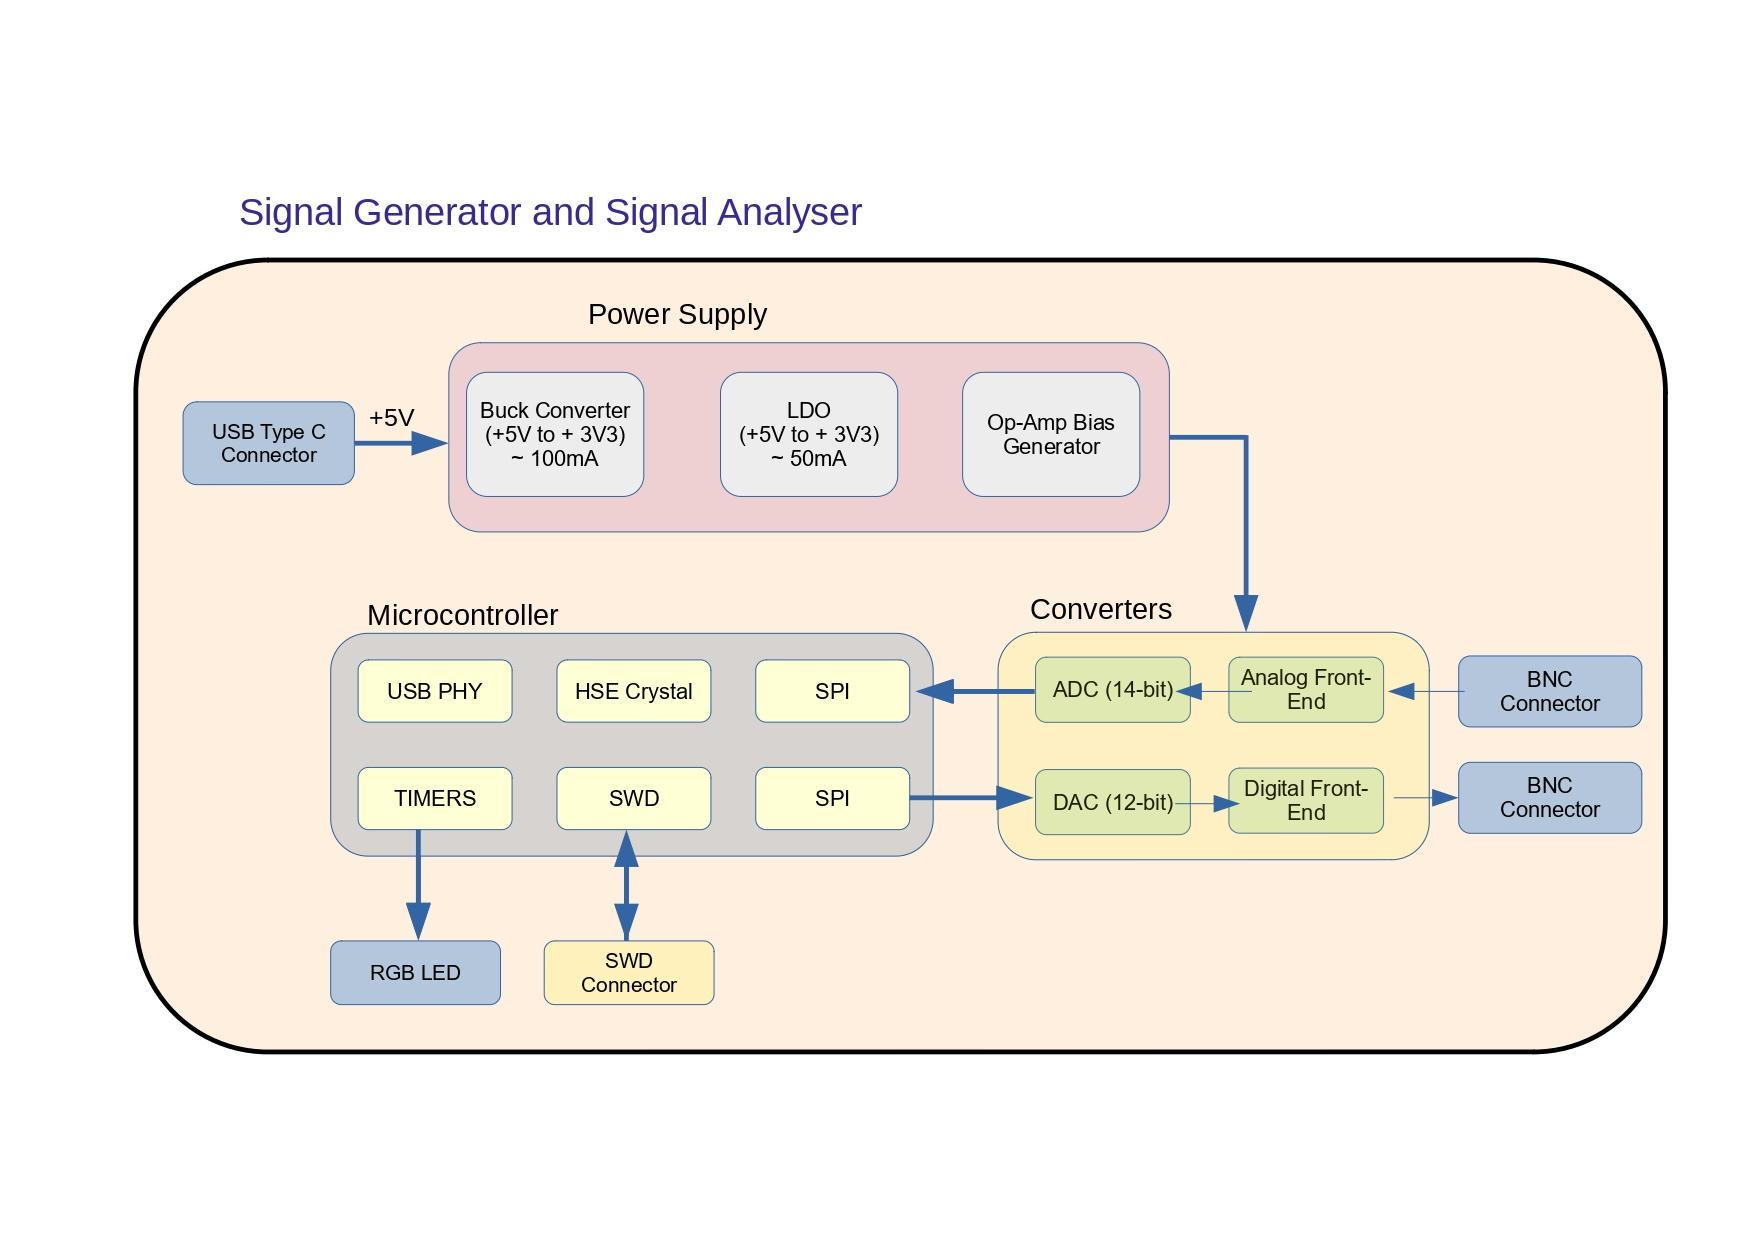 Signal Generator and Signal Analyser
Power Supply
+5V
USB Type C
Connector
Buck Converter
(+5V to + 3V3)
~ 100mA
LDO
(+5V to + 3V3)
~ 50mA
Op-Amp Bias
Generator
Microcontroller
Converters
USB PHY
HSE Crystal
SPI
ADC (14-bit)
Analog Front-
End
BNC
Connector
TIMERS
SWD
SPI
DAC (12-bit)
Digital Front-
End
BNC
Connector
RGB LED
SWD
Connector